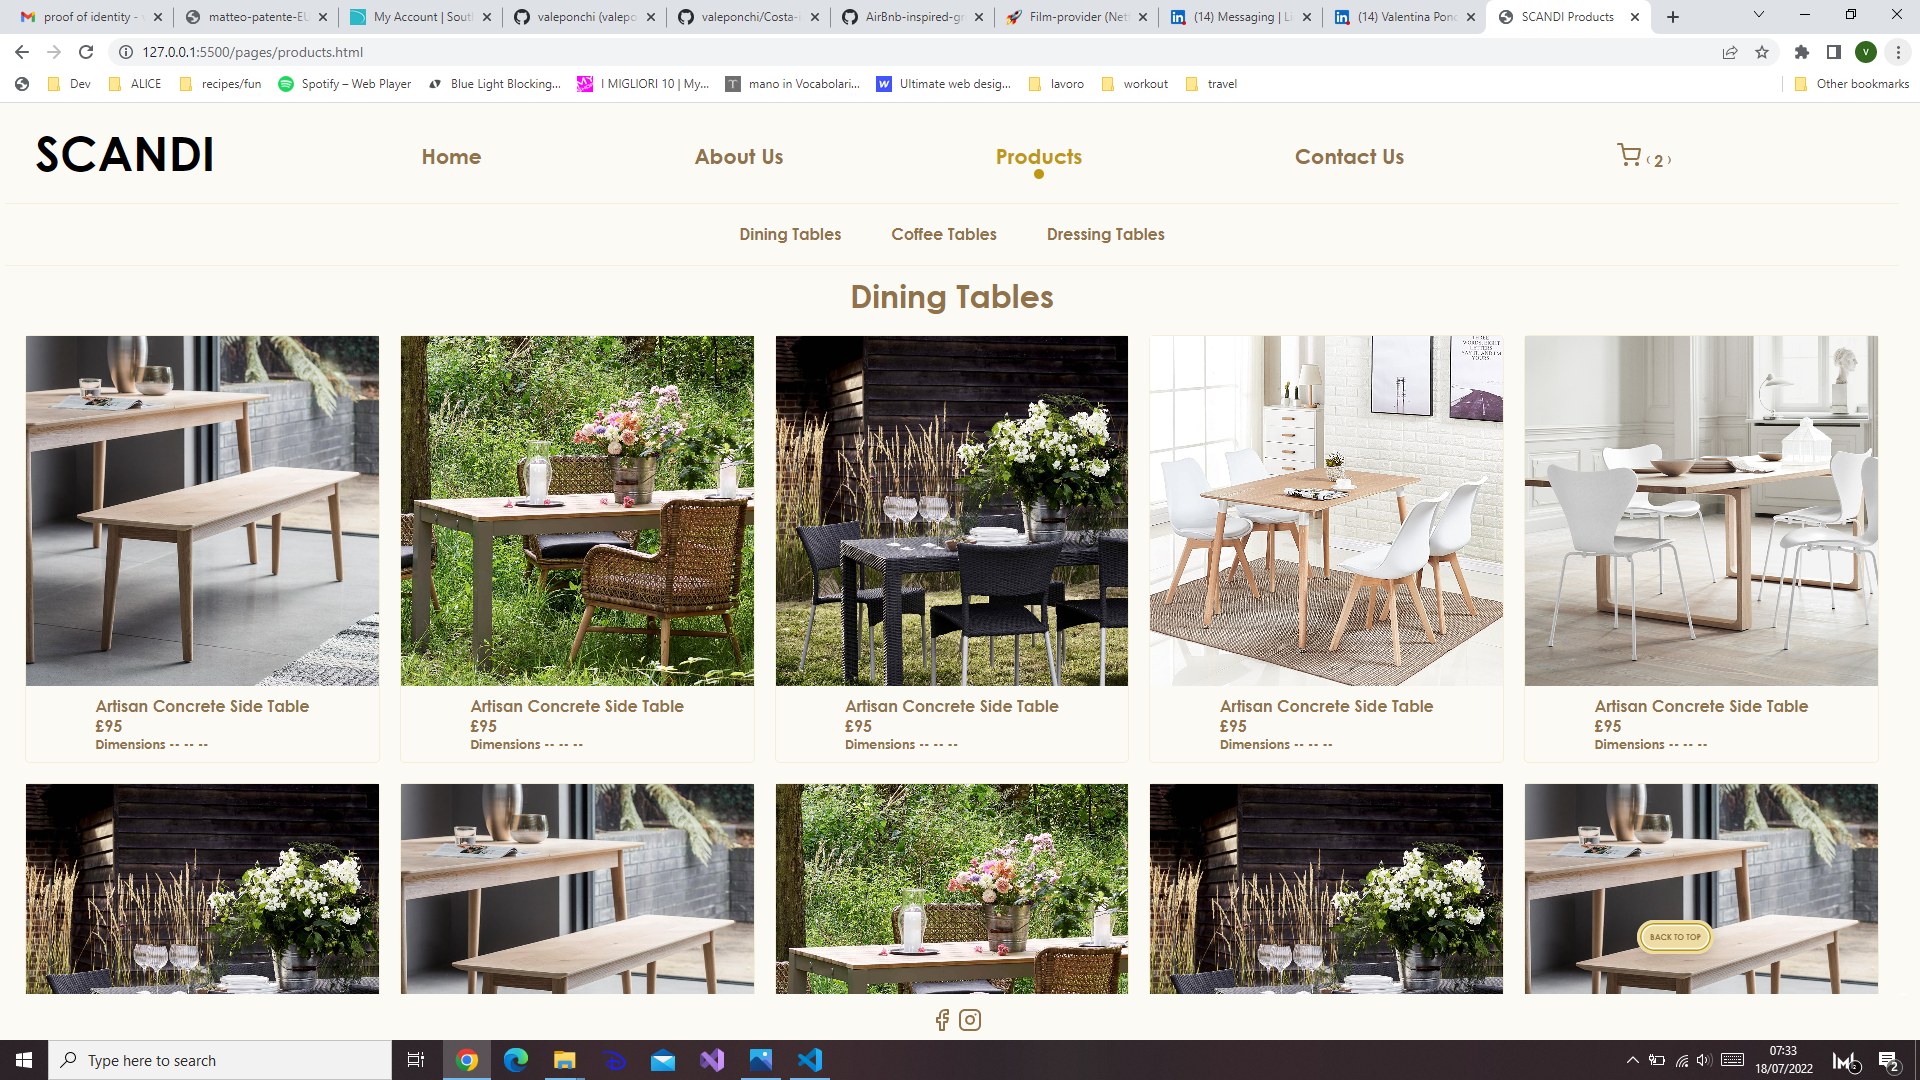 proof of identity -
matteo-patente-EU
My Account | Sout
valeponchi (valepo
valeponchi/Costa-
AirBnb-inspired-gr
Film-provider (Net
(14) Messaging | Li
(14) Valentina Pond
SCANDI Products
127.0.0.1:5500/pages/products.html
V
Dev
ALICE
recipes/fun
Spotify – Web Player
Blue Light Blocking...
I MIGLIORI 10 | My...
mano in Vocabolari...
Ultimate web desig...
lavoro
workout
travel
Other bookmarks
SCANDI
Home
About Us
Products
Contact Us
( 2 )
Dining Tables
Coffee Tables
Dressing Tables
Dining Tables
Artisan Concrete Side Table
£95
Dimensions -- -- --
Artisan Concrete Side Table
£95
Dimensions -- -- --
Artisan Concrete Side Table
£95
Dimensions -- -- --
Artisan Concrete Side Table
£95
Dimensions -- -- --
Artisan Concrete Side Table
£95
Dimensions -- -- --
BACK TO TOP
Type here to search
07:33
18/07/2022
2